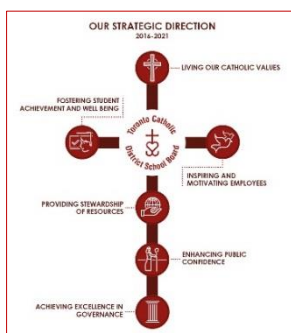 OUR STRATEGIC DIRECTION
2016-2021
LIVING OUR CATHOLIC VALUES
FOSTERING STUDENT
ACHIEVEMENT AND WELL BEING
Toronto Catholic
District School Board
INSPIRING AND
MOTIVATING EMPLOYEES
PROVIDING STEWARDSHIP
OF RESOURCES
ENHANCING PUBLIC
CONFIDENCE
ACHIEVING EXCELLENCE IN
GOVERNANCE